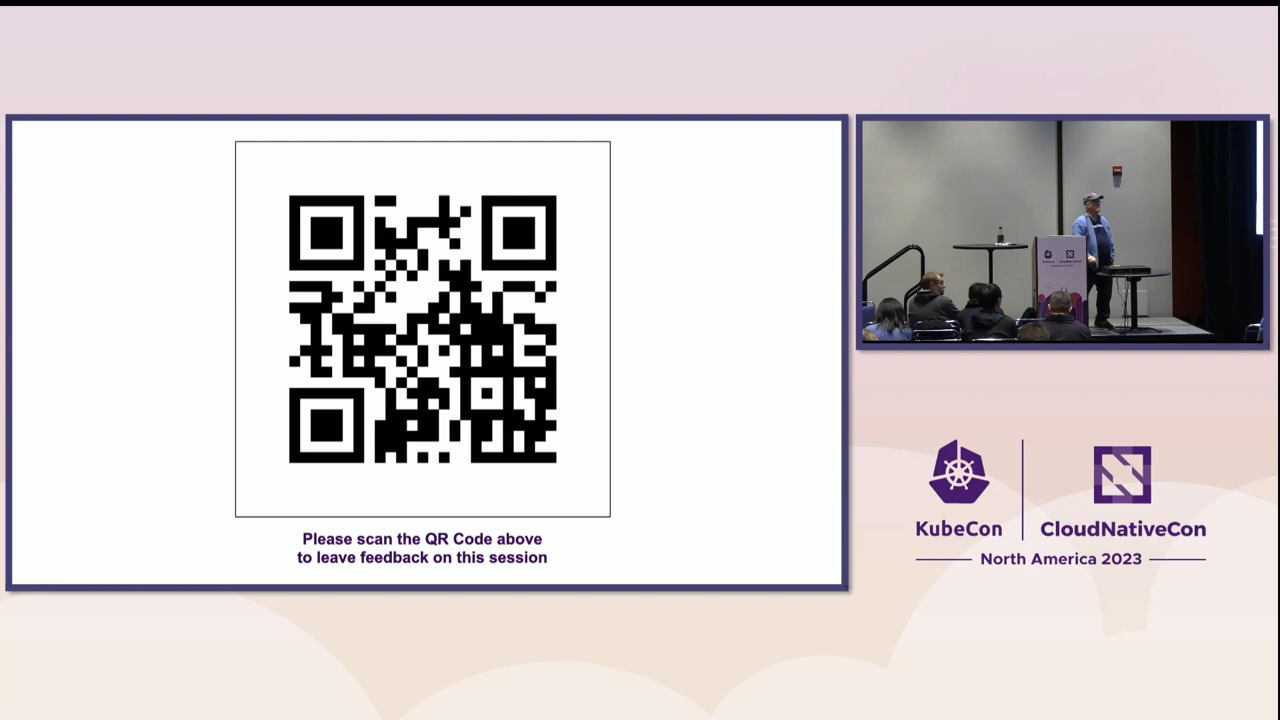 Please scan the QR Code above
to leave feedback on this session
KubeCon
CloudNativeCon
North America 2023